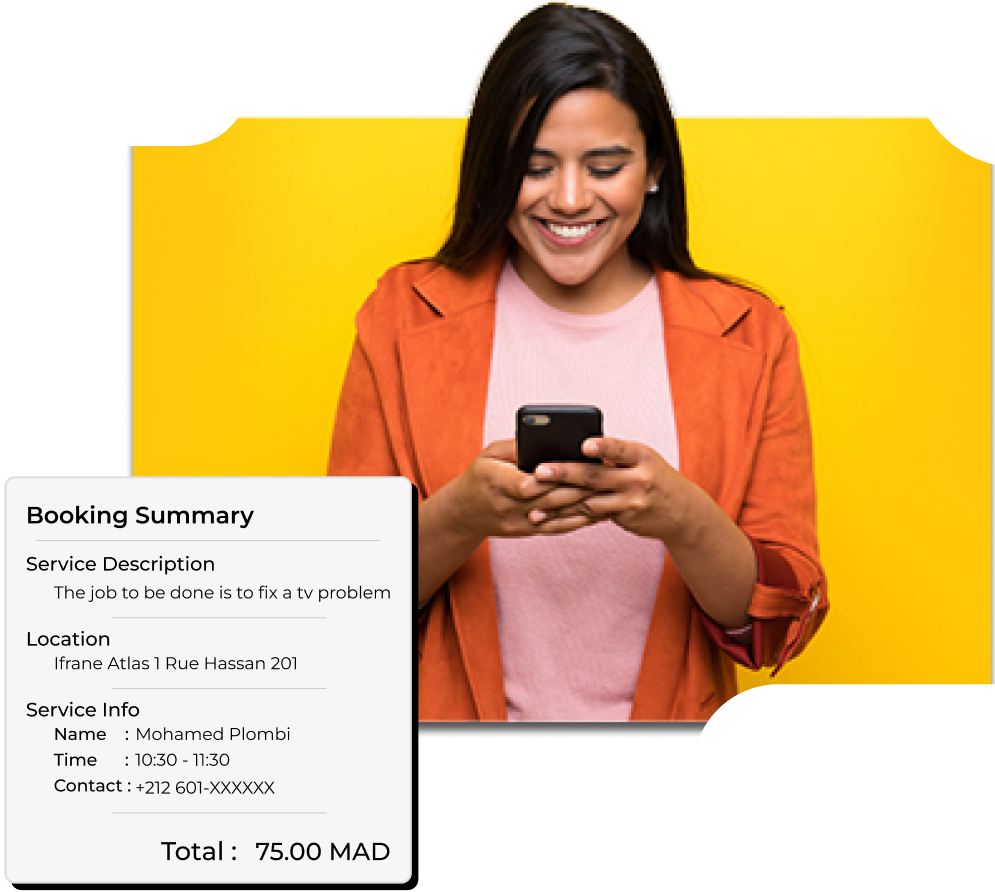 Booking Summary
Service Description
The job to be done is to fix a tv problem
Location
Ifrane Atlas 1 Rue Hassan 201
Service Info
Name : Mohamed Plombi
Time : 10:30 - 11:30
Contact : +212 601-XXXXXX
Total : 75.00 MAD